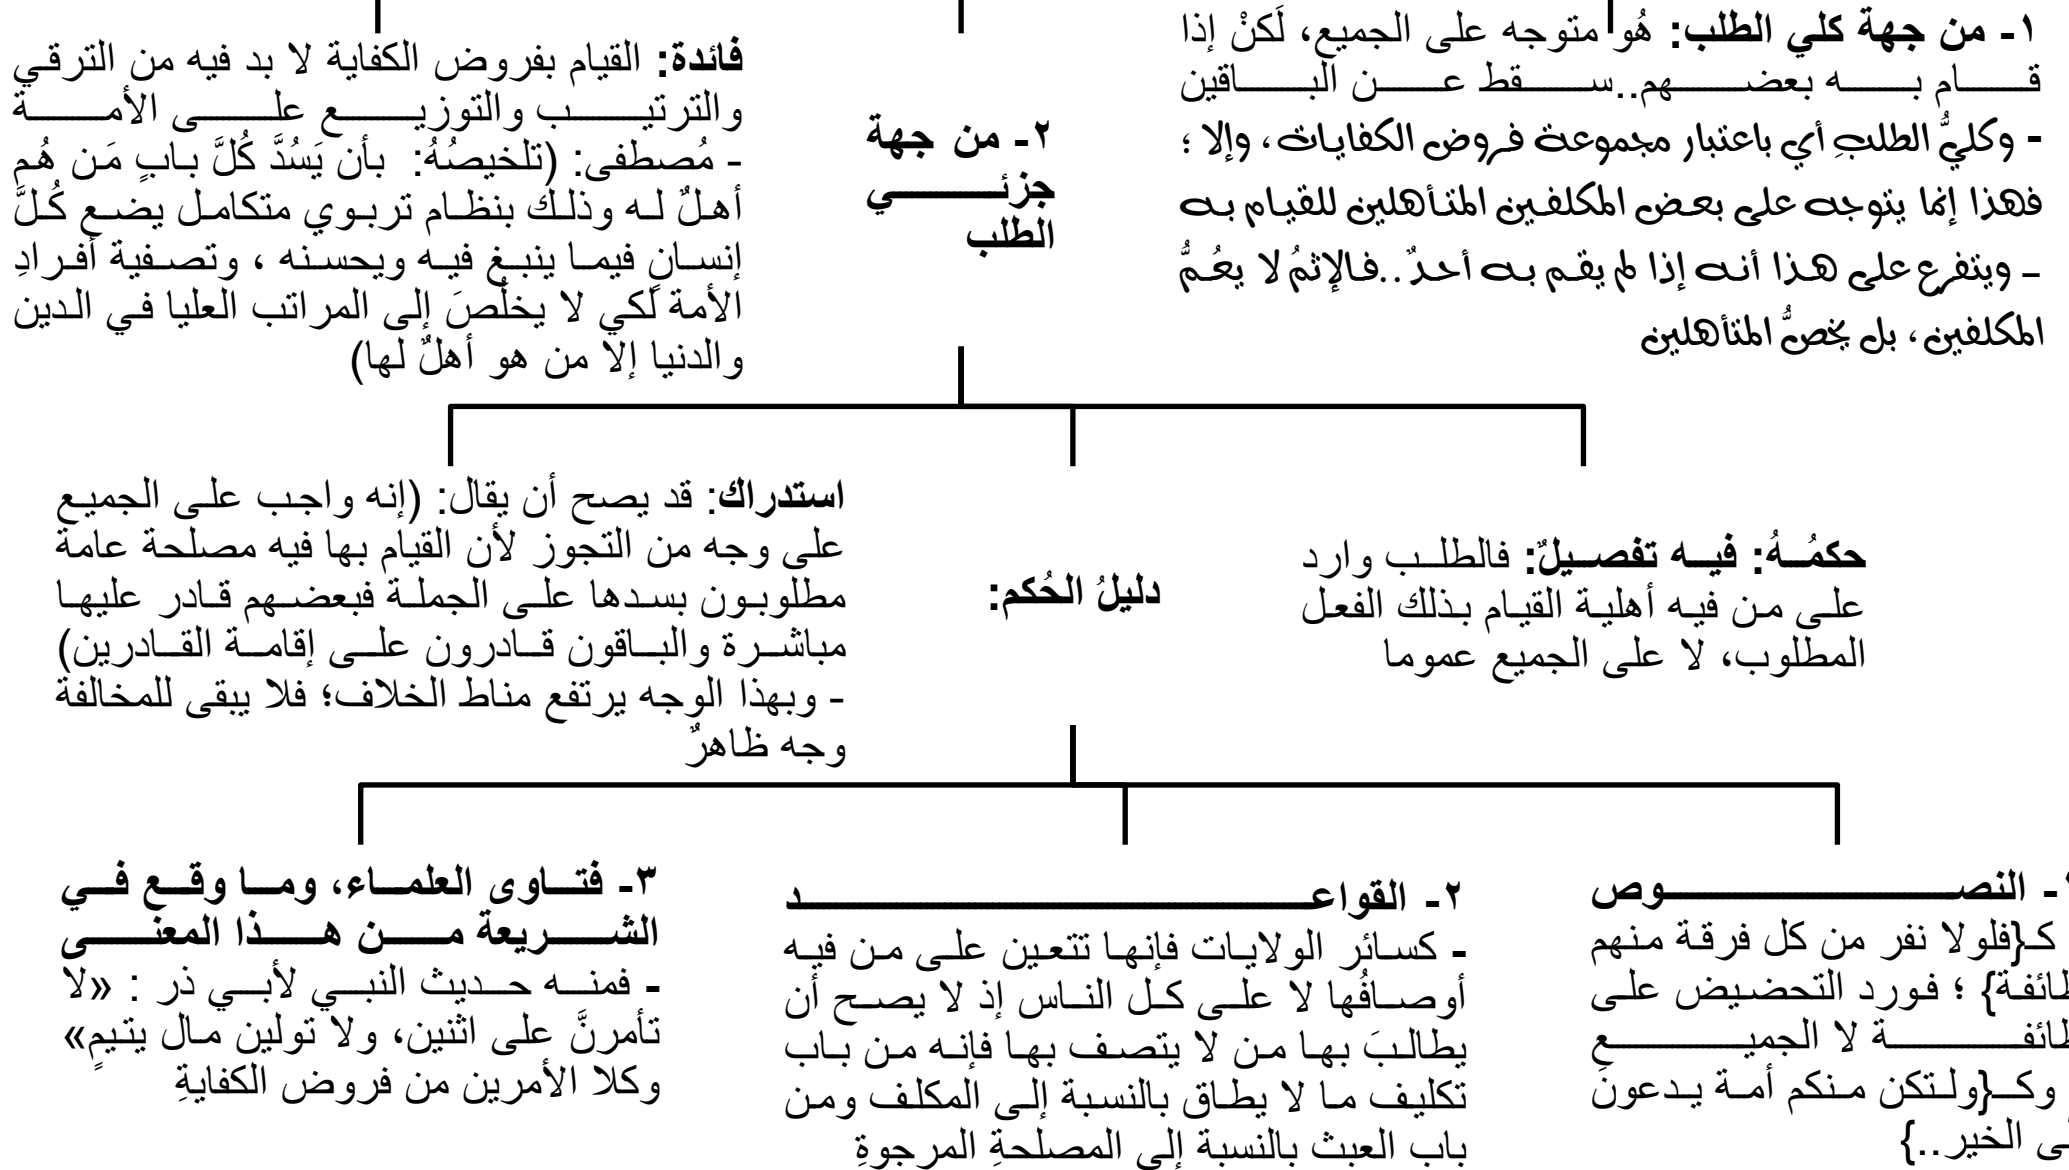 ١- من جهة كلي الطلب: هُو متوجه على الجميع، لَكنْ إذا
قام به بعضهم..سقط عن الباقين
- وكليُّ الطلبِ أي باعتبار مجموعة فروض الكفايات، وإلا ؛
فهذا إنما يتوجه على بعض المكلفين المتأهلين للقيام به
- ويتفرع على هذا أنه إذا لم يقم به أحدٌ..فالإثمُ لا يعُمُّ
المكلفين، بل يخصُّ المتأهلين
٢- من جهة
جزئي
الطلب
فائدة: القيام بفروض الكفاية لا بد فيه من الترقي
والترتيب والتوزيع على الأمة
- مُصطفى: (تلخيصُهُ: بأن يَسُدَّ كُلَّ بابٍ مَن هُم
أهلٌ له وذلك بنظام تربوي متكامل يضع كُلَّ
إنسانٍ فيما ينبغ فيه ويحسنه ، وتصفية أفرادِ
الأمة لكي لا يخلُصَ إلى المراتب العليا في الدين
والدنيا إلا من هو أهلٌ لها)
حكمُهُ: فيه تفصيلٌ: فالطلب وارد
على من فيه أهلية القيام بذلك الفعل
المطلوب، لا على الجميع عموما
دليلُ الحُكم:
استدراك: قد يصح أن يقال: (إنه واجب على الجميع
على وجه من التجوز لأن القيام بها فيه مصلحة عامة
مطلوبون بسدها على الجملة فبعضهم قادر عليها
مباشرة والباقون قادرون على إقامة القادرين)
- وبهذا الوجه يرتفع مناط الخلاف؛ فلا يبقى للمخالفة
وجه ظاهرٌ
- النصوص
كـ{فلولا نفر من كل فرقة منهم
طائفة} ؛ فورد التحضيض على
طائفة لا الجميع
وكـ{ولتكن منكم أمة يدعونَ
إلى الخير..}
٢- القواعد
- كسائر الولايات فإنها تتعين على من فيه
أوصافُها لا على كل الناس إذ لا يصح أن
يطالبَ بها من لا يتصف بها فإنه من باب
تكليف ما لا يطاق بالنسبة إلى المكلف ومن
باب العبث بالنسبة إلى المصلحةِ المرجوةِ
٣- فتاوى العلماء، وما وقع في
الشريعة من هذا المعنى
- فمنه حديث النبي لأبي ذر : «لا
تأمرنَّ على اثنين، ولا تولين مال يتيمٍ»
وكلا الأمرين من فروض الكفايةِ